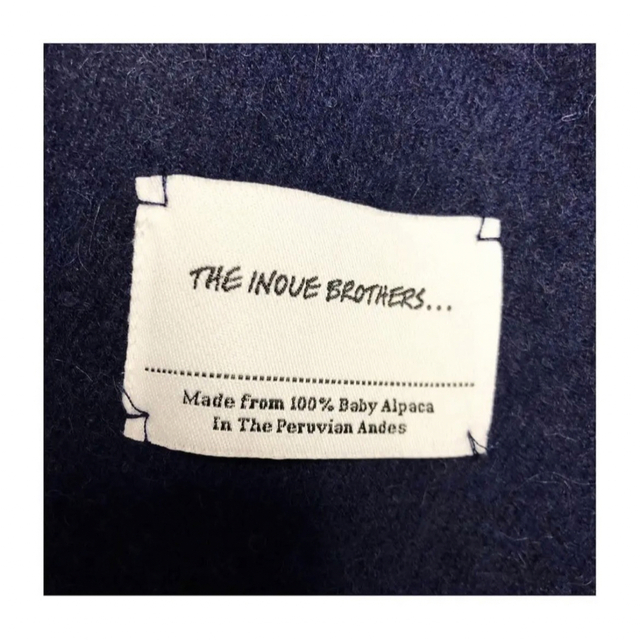 THE INOUE BROTHERS...
Made from 100% Baby Alpaca
In The Peruvian Andes